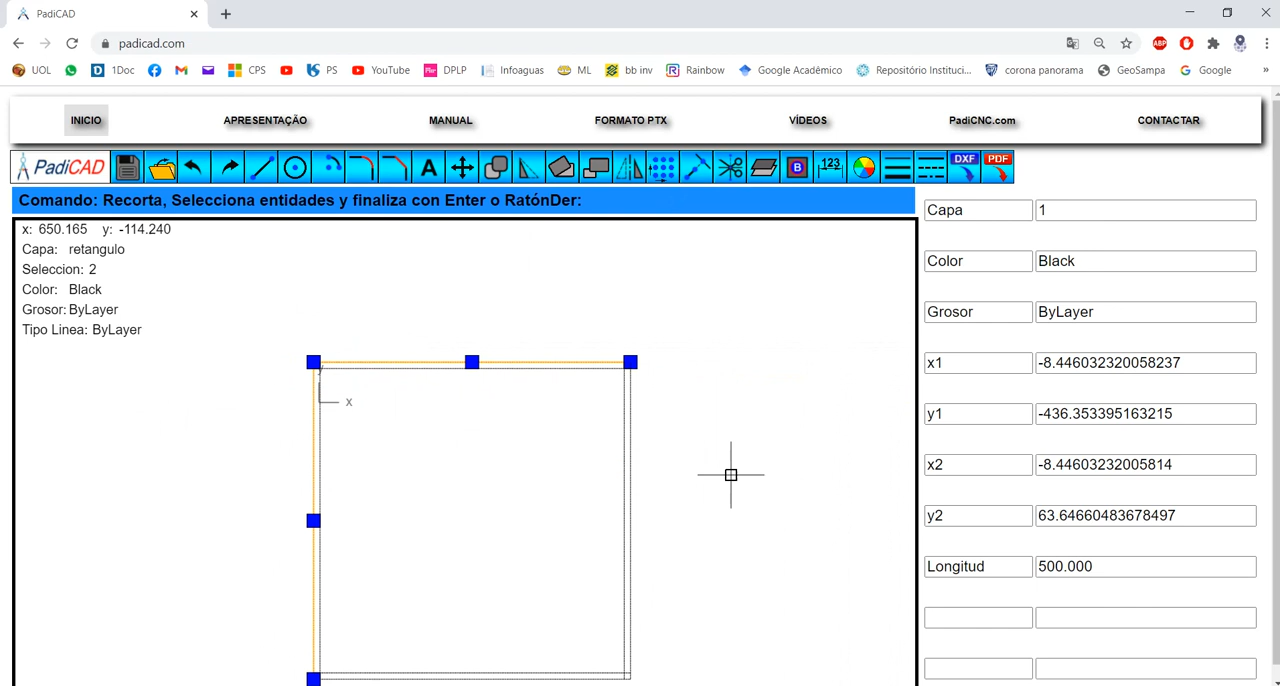 PadiCAD
padicad.com
UOL 1Doc CPS PS YouTube DPLP Infoaguas ML bb inv Rainbow Google Acadêmico Repositório Instituci... corona panorama GeoSampa Google »
ABP
INICIO APRESENTAÇÃO MANUAL FORMATO PTX VÍDEOS PadiCNC.com CONTACTAR
PadiCAD A B 123 DXF PDF
Comando: Recorta, Selecciona entidades y finaliza con Enter o RatónDer:
x: 650.165 y: -114.240
Capa: retangulo
Seleccion: 2
Color: Black
Grosor: ByLayer
Tipo Linea: ByLayer
y
x
Capa 1
Color Black
Grosor ByLayer
x1 -8.446032320058237
y1 -436.353395163215
x2 -8.44603232005814
y2 63.64660483678497
Longitud 500.000